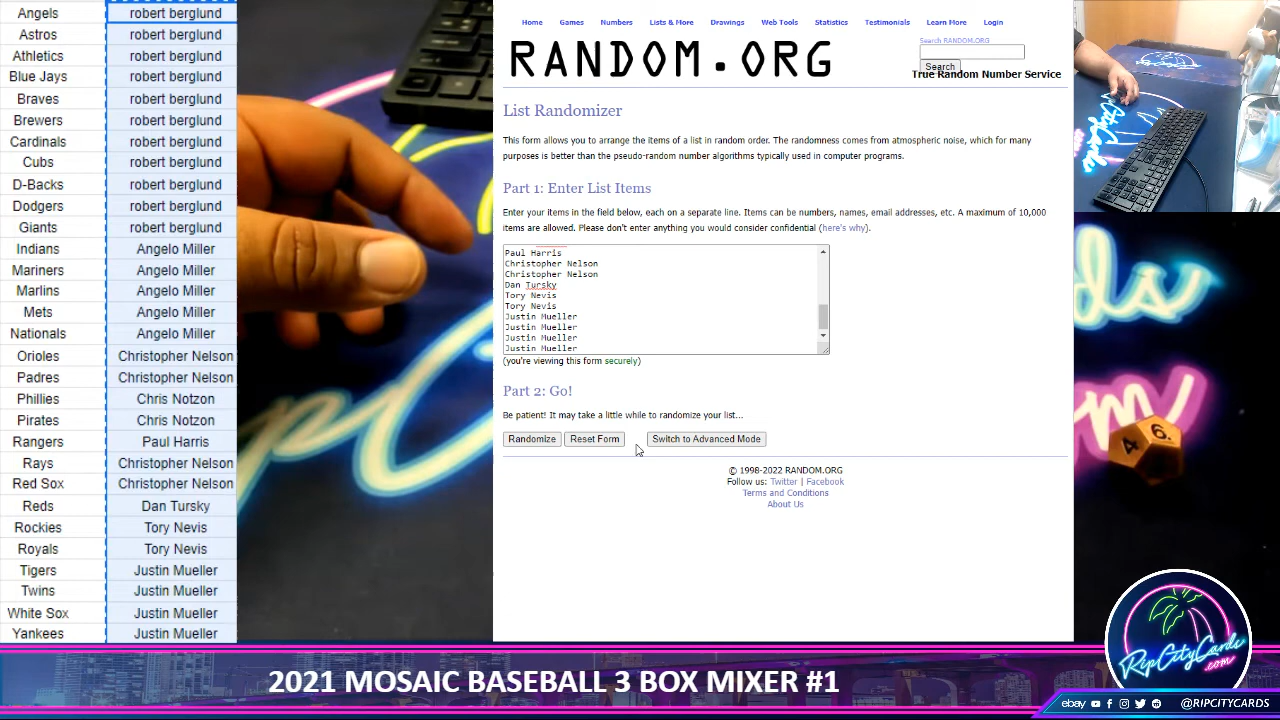 Angels robert berglund
Astros robert berglund
Athletics robert berglund
Blue Jays robert berglund
Braves robert berglund
Brewers robert berglund
Cardinals robert berglund
Cubs robert berglund
D-Backs robert berglund
Dodgers robert berglund
Giants robert berglund
Indians Angelo Miller
Mariners Angelo Miller
Marlins Angelo Miller
Mets Angelo Miller
Nationals Angelo Miller
Orioles Christopher Nelson
Padres Christopher Nelson
Phillies Chris Notzon
Pirates Chris Notzon
Rangers Paul Harris
Rays Christopher Nelson
Red Sox Christopher Nelson
Reds Dan Tursky
Rockies Tory Nevis
Royals Tory Nevis
Tigers Justin Mueller
Twins Justin Mueller
White Sox Justin Mueller
Yankees Justin Mueller
Home Games Numbers Lists & More Drawings Web Tools Statistics Testimonials Learn More Login
RANDOM.ORG
Search RANDOM.ORG
Search
True Random Number Service
List Randomizer
This form allows you to arrange the items of a list in random order. The randomness comes from atmospheric noise, which for many
purposes is better than the pseudo-random number algorithms typically used in computer programs.
Part 1: Enter List Items
Enter your items in the field below, each on a separate line. Items can be numbers, names, email addresses, etc. A maximum of 10,000
items are allowed. Please don't enter anything you would consider confidential (here's why).
Paul Harris
Christopher Nelson
Christopher Nelson
Dan Tursky
Tory Nevis
Tory Nevis
Justin Mueller
Justin Mueller
Justin Mueller
Justin Mueller
(you're viewing this form securely)
Part 2: Go!
Be patient! It may take a little while to randomize your list...
Randomize Reset Form Switch to Advanced Mode
© 1998-2022 RANDOM.ORG
Follow us: Twitter | Facebook
Terms and Conditions
About Us
4 6.
2021 MOSAIC BASEBALL 3 BOX MIXER #1
RipCityCards
.com
ebay @RIPCITYCARDS